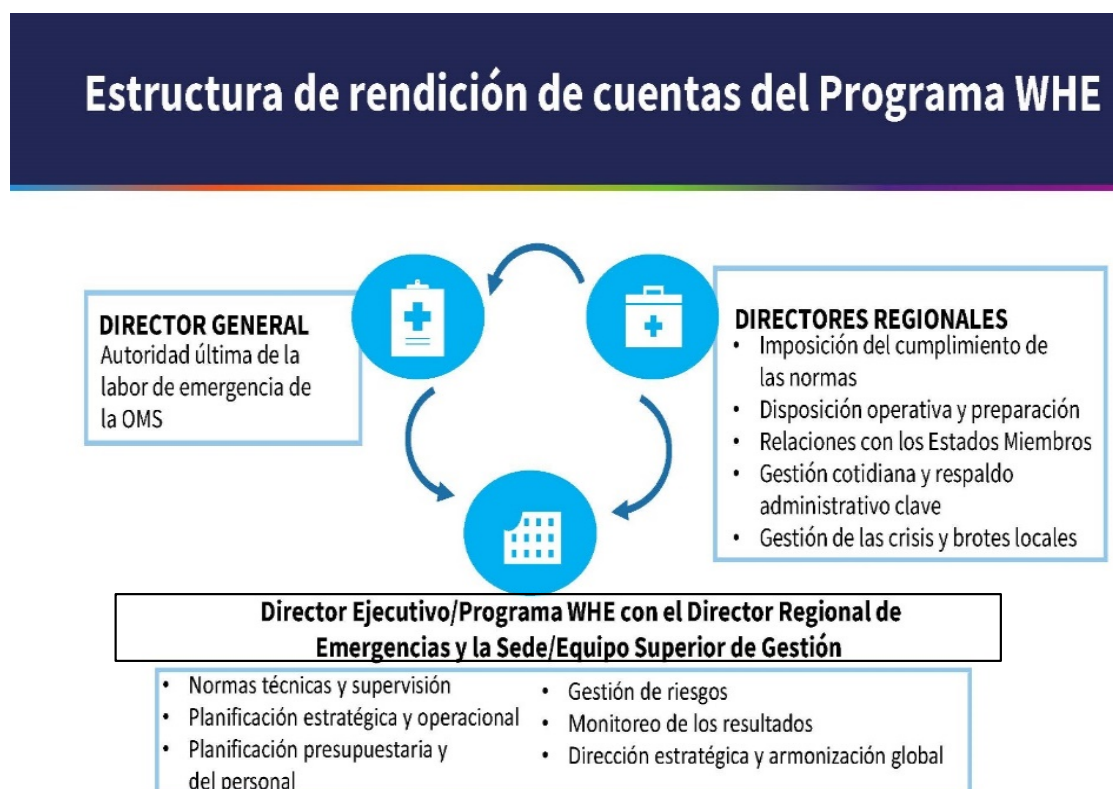 Estructura de rendición de cuentas del Programa WHE
DIRECTOR GENERAL
Autoridad última de la
labor de emergencia de
la OMS
DIRECTORES REGIONALES
• Imposición del cumplimiento de
las normas
• Disposición operativa y preparación
• Relaciones con los Estados Miembros
• Gestión cotidiana y respaldo
administrativo clave
• Gestión de las crisis y brotes locales
Director Ejecutivo/Programa WHE con el Director Regional de
Emergencias y la Sede/Equipo Superior de Gestión
• Normas técnicas y supervisión
• Planificación estratégica y operacional
• Planificación presupuestaria y
del personal
• Gestión de riesgos
• Monitoreo de los resultados
• Dirección estratégica y armonización global